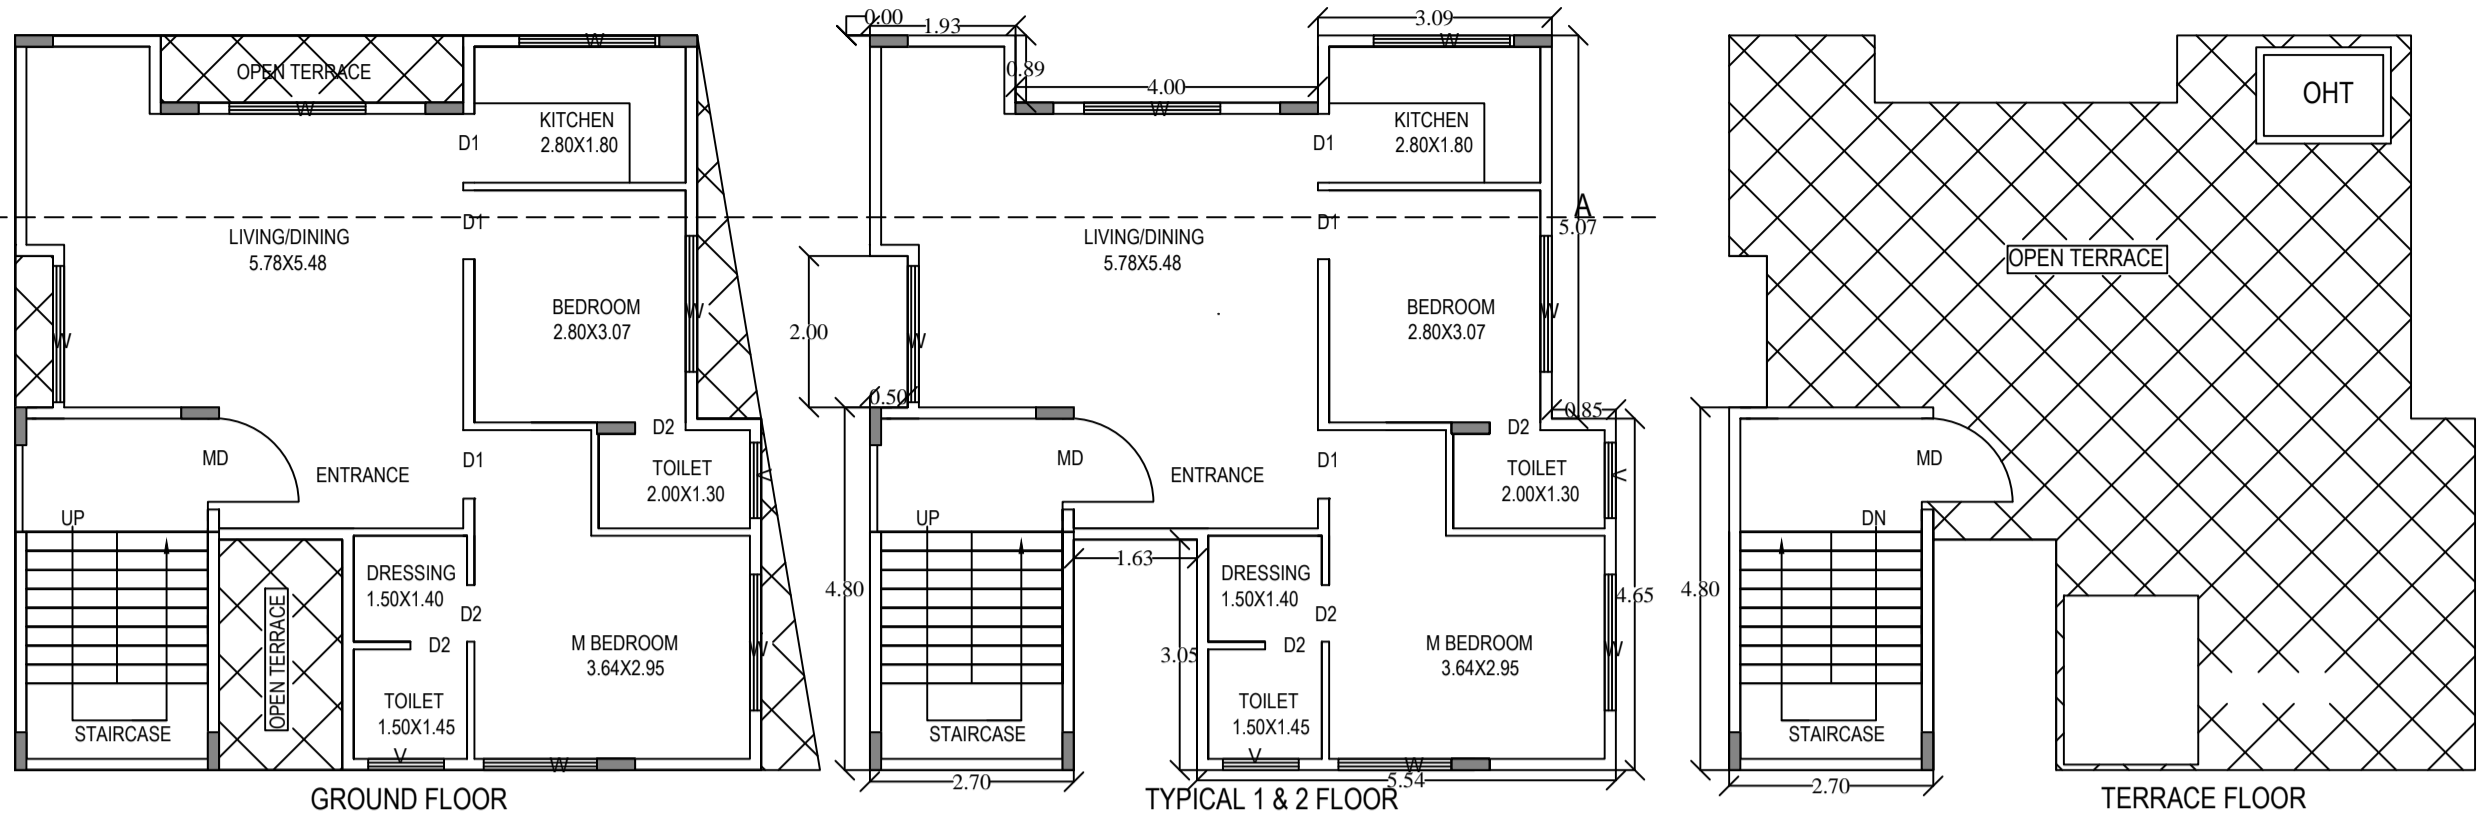 OPEN TERRACE
W
W
KITCHEN
2.80X1.80
D1
D1
LIVING/DINING
5.78X5.48
BEDROOM
2.80X3.07
W
W
D2
MD
ENTRANCE
D1
TOILET
2.00X1.30
V
UP
DRESSING
1.50X1.40
D2
D2
OPEN TERRACE
M BEDROOM
3.64X2.95
W
TOILET
1.50X1.45
STAIRCASE
V
W
GROUND FLOOR
0.00
1.93
3.09
W
0.89
4.00
W
KITCHEN
2.80X1.80
D1
A
5.07
D1
LIVING/DINING
5.78X5.48
BEDROOM
2.80X3.07
W
2.00
W
0.50
0.85
D2
MD
ENTRANCE
D1
TOILET
2.00X1.30
V
UP
1.63
DRESSING
1.50X1.40
4.80
4.65
D2
D2
3.05
M BEDROOM
3.64X2.95
W
TOILET
1.50X1.45
STAIRCASE
V
W
2.70
5.54
TYPICAL 1 & 2 FLOOR
OHT
OPEN TERRACE
MD
DN
4.80
STAIRCASE
2.70
TERRACE FLOOR